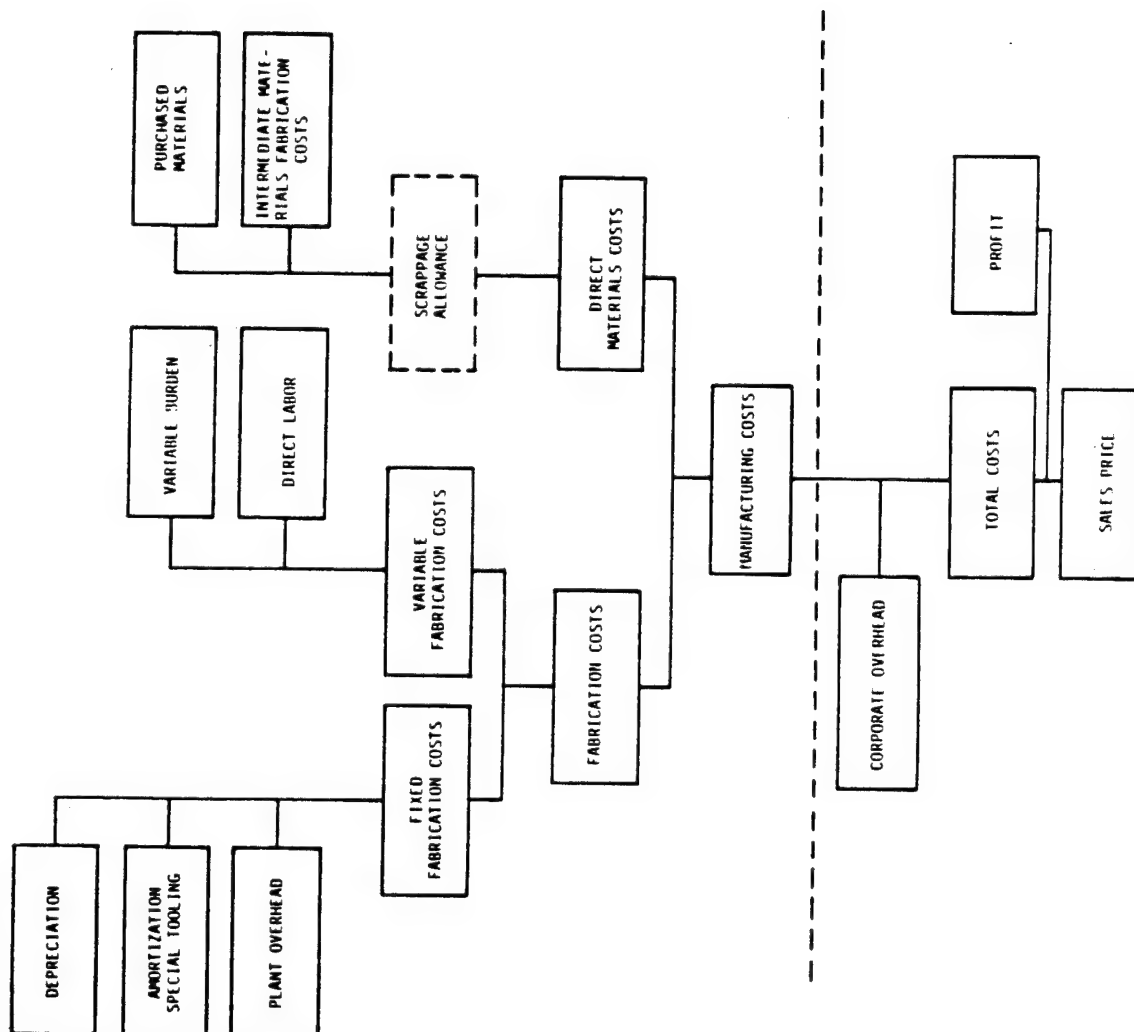 DEPRECIATION
AMORTIZATION
SPECIAL TOOLING
PLANT OVERHEAD
FIXED
FABRICATION COSTS
VARIABLE BURDEN
DIRECT LABOR
VARIABLE
FABRICATION COSTS
FABRICATION COSTS
PURCHASED
MATERIALS
INTERMEDIATE MATE-
RIALS FABRICATION
COSTS
SCRAPPAGE
ALLOWANCE
DIRECT
MATERIALS COSTS
MANUFACTURING COSTS
CORPORATE OVERHEAD
TOTAL COSTS
PROFIT
SALES PRICE